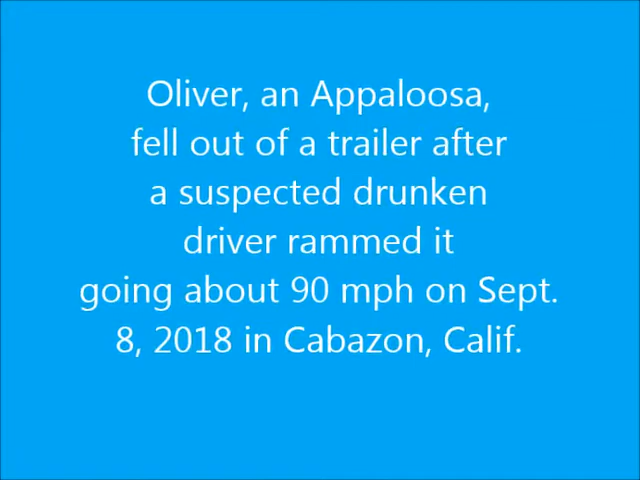 Oliver, an Appaloosa,
fell out of a trailer after
a suspected drunken
driver rammed it
going about 90 mph on Sept.
8, 2018 in Cabazon, Calif.